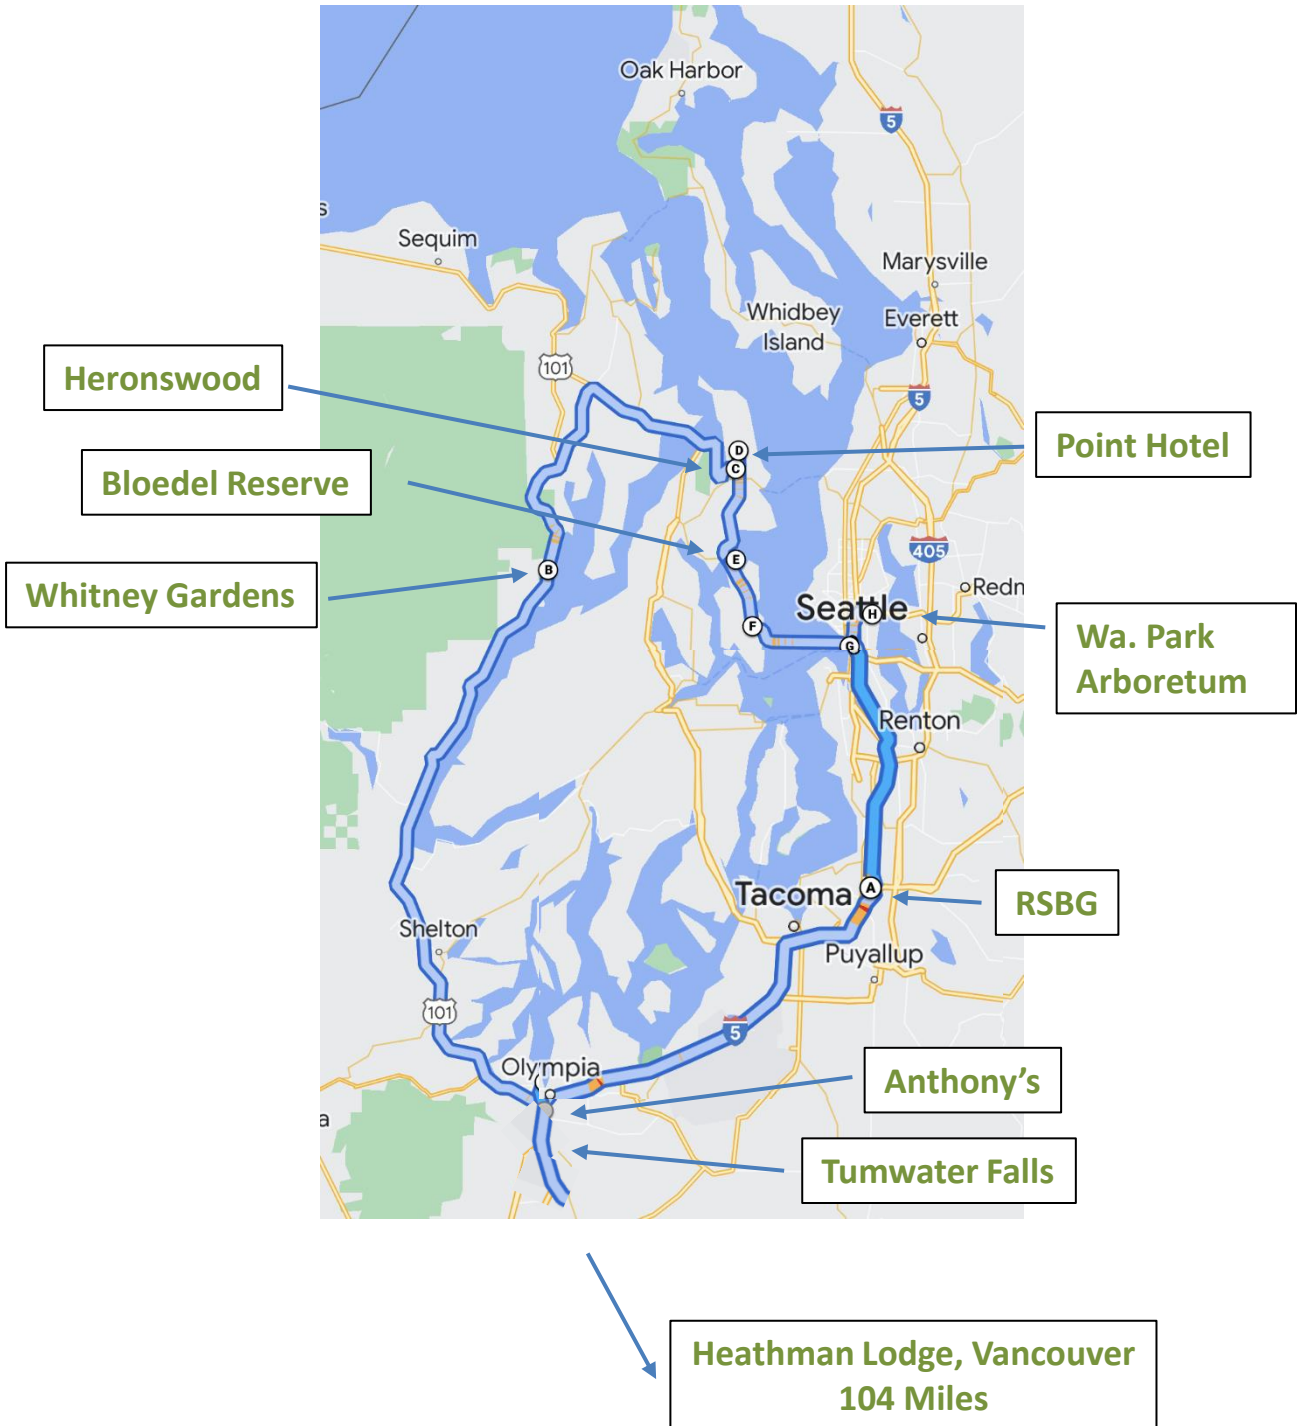 Oak Harbor
5
s
Sequim
Marysville
Whidbey
Island
Everett
101
5
Heronswood
Point Hotel
D
C
Bloedel Reserve
405
E
B
Whitney Gardens
Redn
Seattle
H
F
G
Wa. Park
Arboretum
Renton
Tacoma
A
RSBG
Shelton
Puyallup
101
5
Olympia
Anthony's
a
Tumwater Falls
Heathman Lodge, Vancouver
104 Miles